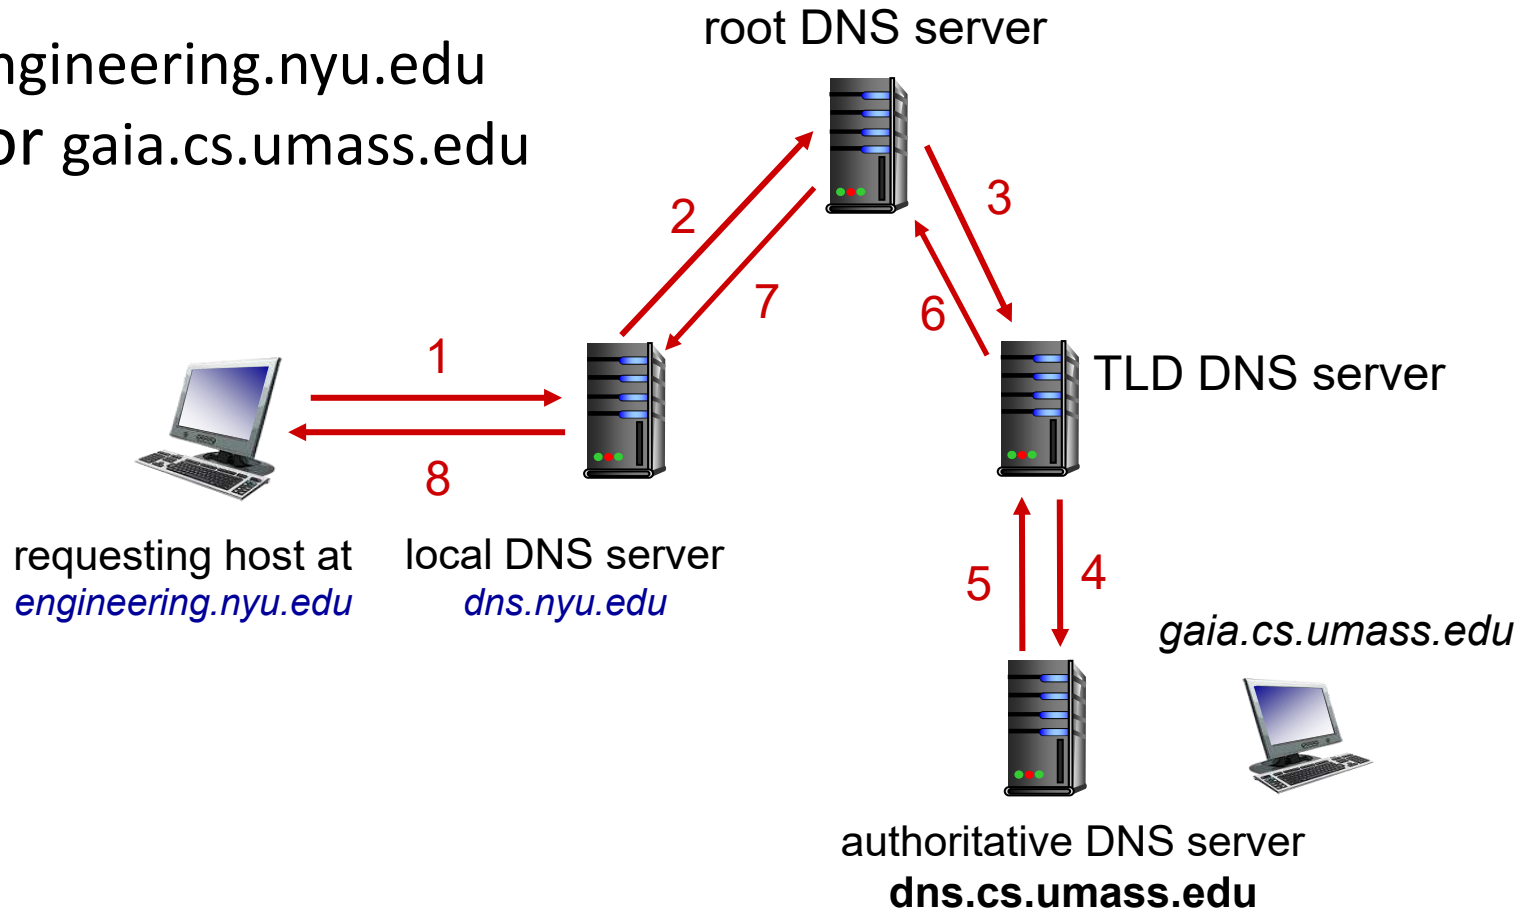 root DNS server
ngineering.nyu.edu
or gaia.cs.umass.edu
2
3
7
6
1
TLD DNS server
8
requesting host at
engineering.nyu.edu
local DNS server
dns.nyu.edu
5
4
gaia.cs.umass.edu
authoritative DNS server
dns.cs.umass.edu